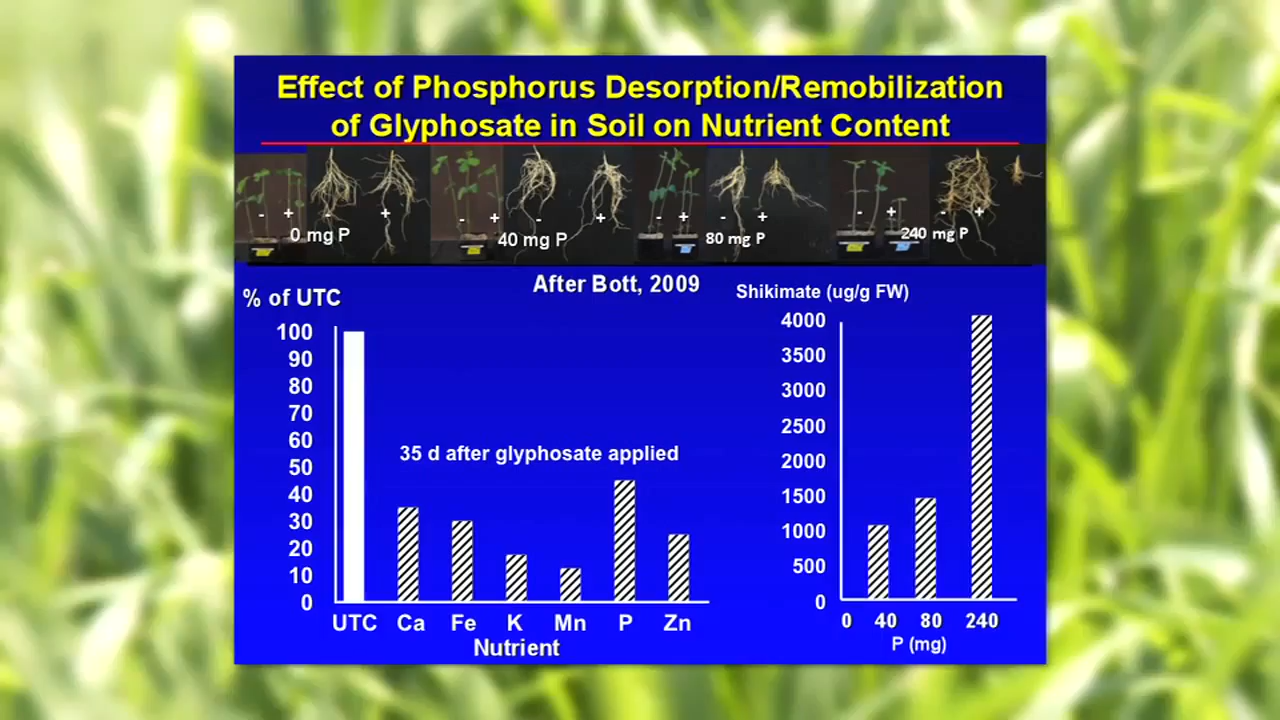 Effect of Phosphorus Desorption/Remobilization
of Glyphosate in Soil on Nutrient Content
- + - + - + - + - + - + - + - +
0 mg P 40 mg P 80 mg P 240 mg P
After Bott, 2009
% of UTC
100
90
80
70
60
50
40
30
20
10
0
35 d after glyphosate applied
UTC Ca Fe K Mn P Zn
Nutrient
Shikimate (ug/g FW)
4000
3500
3000
2500
2000
1500
1000
500
0
0 40 80 240
P (mg)